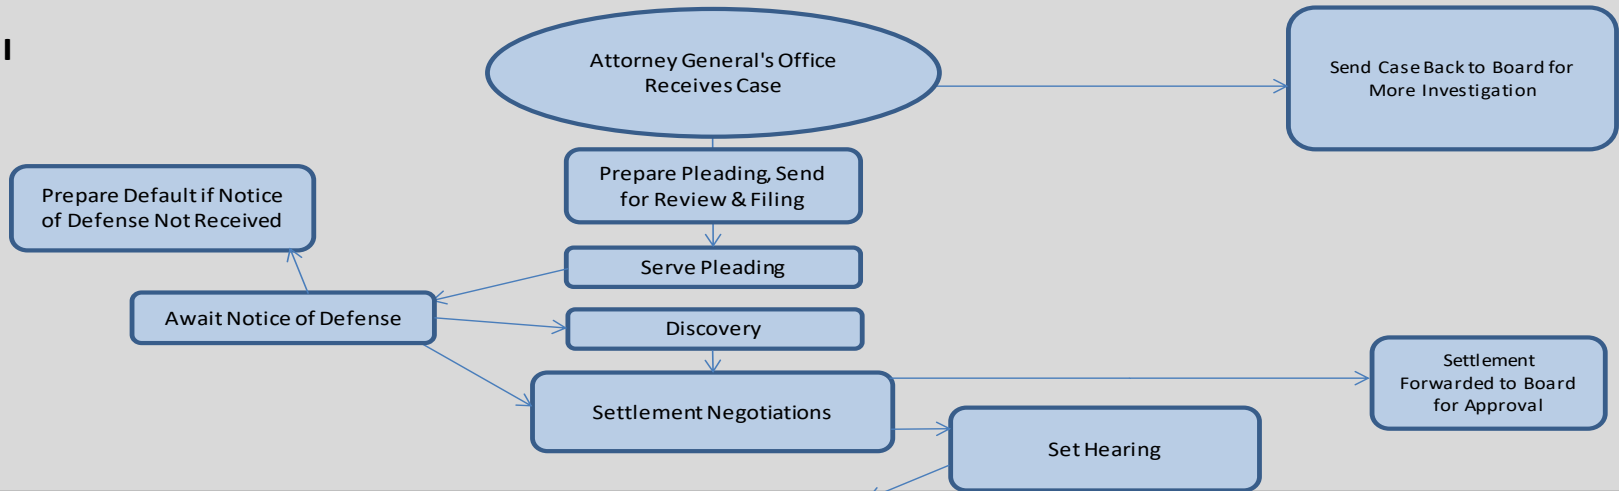 I
Attorney General's Office
Receives Case
Send Case Back to Board for
More Investigation
Prepare Pleading, Send
for Review & Filing
Prepare Default if Notice
of Defense Not Received
Serve Pleading
Await Notice of Defense
Discovery
Settlement Negotiations
Settlement
Forwarded to Board
for Approval
Set Hearing